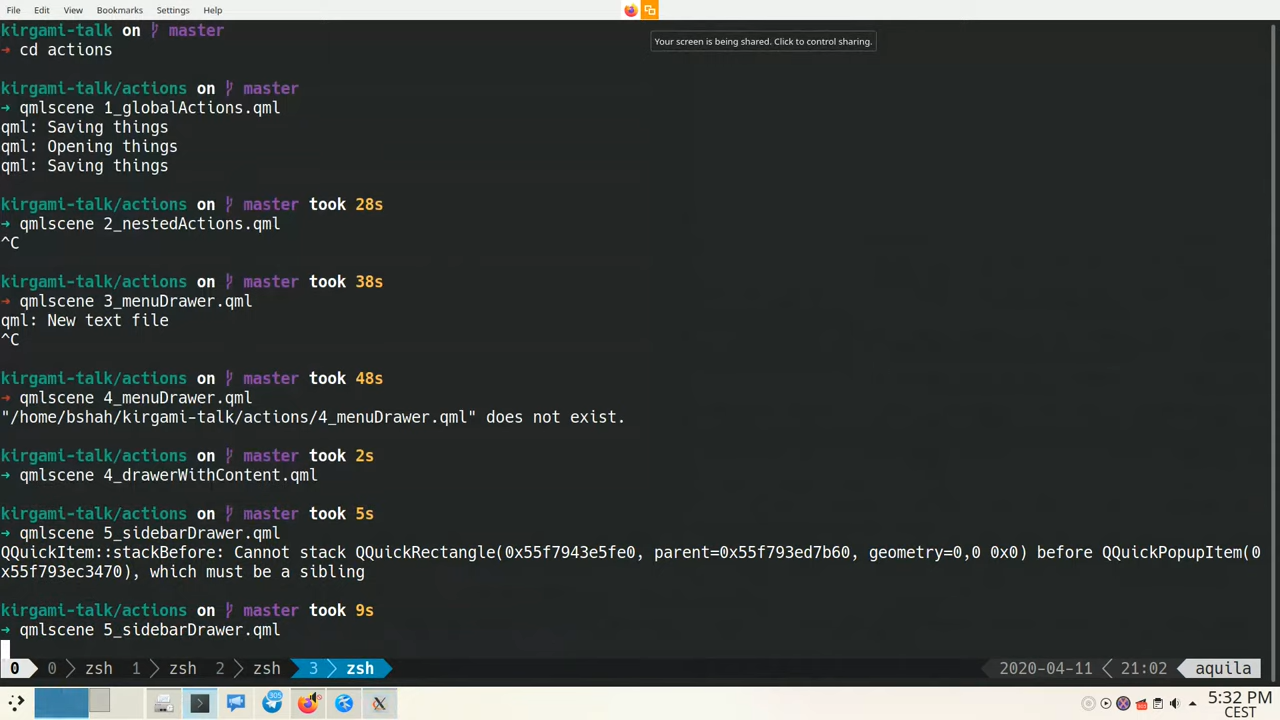 File Edit View Bookmarks Settings Help
kirgami-talk on master
→ cd actions
Your screen is being shared. Click to control sharing.
kirgami-talk/actions on master
→ qmlscene 1_globalActions.qml
qml: Saving things
qml: Opening things
qml: Saving things
kirgami-talk/actions on master took 28s
→ qmlscene 2_nestedActions.qml
^C
kirgami-talk/actions on master took 38s
→ qmlscene 3_menuDrawer.qml
qml: New text file
^C
kirgami-talk/actions on master took 48s
→ qmlscene 4_menuDrawer.qml
"/home/bshah/kirgami-talk/actions/4_menuDrawer.qml" does not exist.
kirgami-talk/actions on master took 2s
→ qmlscene 4_drawerWithContent.qml
kirgami-talk/actions on master took 5s
→ qmlscene 5_sidebarDrawer.qml
QQuickItem::stackBefore: Cannot stack QQuickRectangle(0x55f7943e5fe0, parent=0x55f793ed7b60, geometry=0,0 0x0) before QQuickPopupItem(0
x55f793ec3470), which must be a sibling
kirgami-talk/actions on master took 9s
→ qmlscene 5_sidebarDrawer.qml
0 0 zsh 1 zsh 2 zsh 3 zsh 2020-04-11 21:02 aquila
305
5:32 PM
CEST